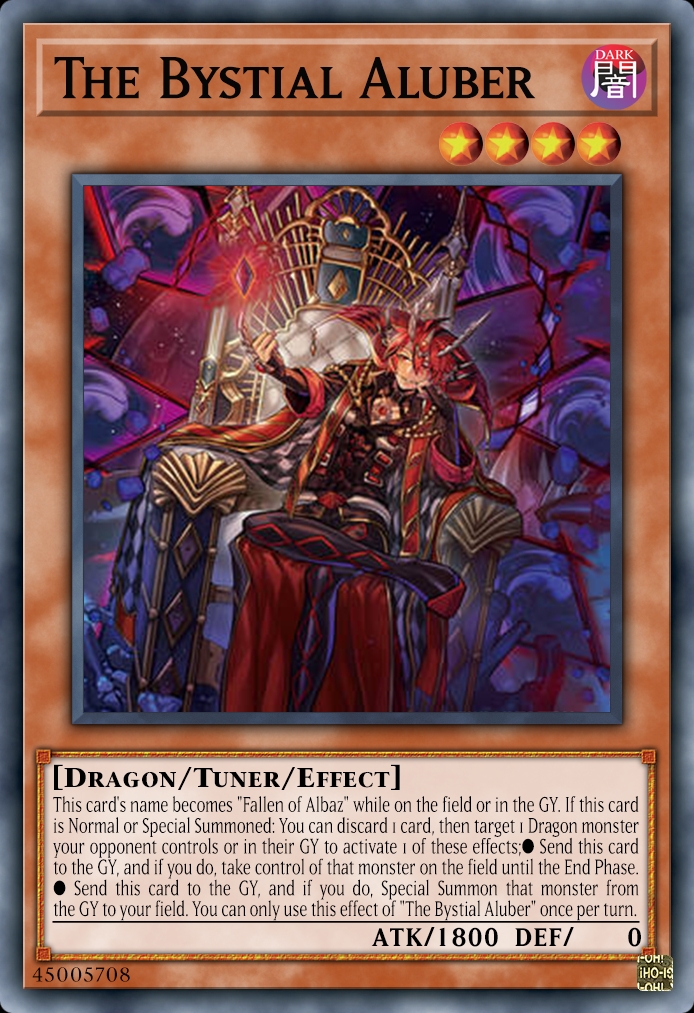 THE BYSTIAL ALUBER
DARK
闇
[DRAGON/TUNER/EFFECT]
This card's name becomes "Fallen of Albaz" while on the field or in the GY. If this card
is Normal or Special Summoned: You can discard 1 card, then target 1 Dragon monster
your opponent controls or in their GY to activate 1 of these effects;● Send this card
to the GY, and if you do, take control of that monster on the field until the End Phase.
● Send this card to the GY, and if you do, Special Summon that monster from
the GY to your field. You can only use this effect of "The Bystial Aluber" once per turn.
ATK/1800 DEF/ 0
45005708